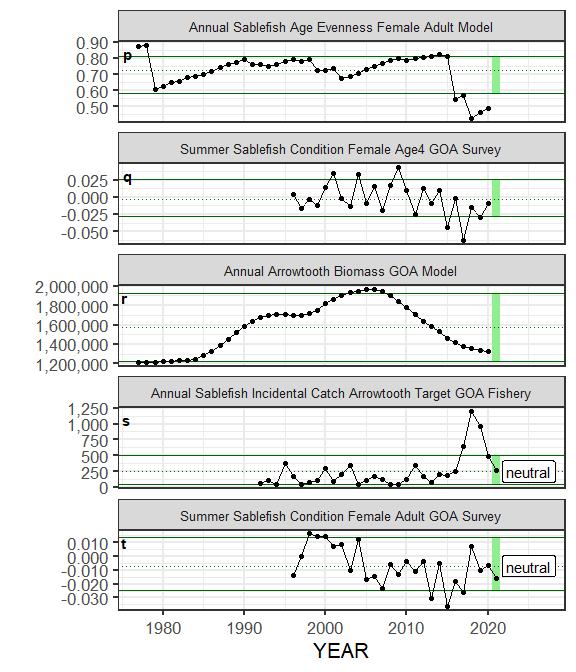 Annual Sablefish Age Evenness Female Adult Model
0.90
0.80
0.70
0.60
0.50
p
Summer Sablefish Condition Female Age4 GOA Survey
0.025
0.000
-0.025
-0.050
q
Annual Arrowtooth Biomass GOA Model
2,000,000
1,800,000
1,600,000
1,400,000
1,200,000
r
Annual Sablefish Incidental Catch Arrowtooth Target GOA Fishery
1,250
1,000
750
500
250
0
s
neutral
Summer Sablefish Condition Female Adult GOA Survey
0.010
0.000
-0.010
-0.020
-0.030
t
neutral
1980 1990 2000 2010 2020
YEAR